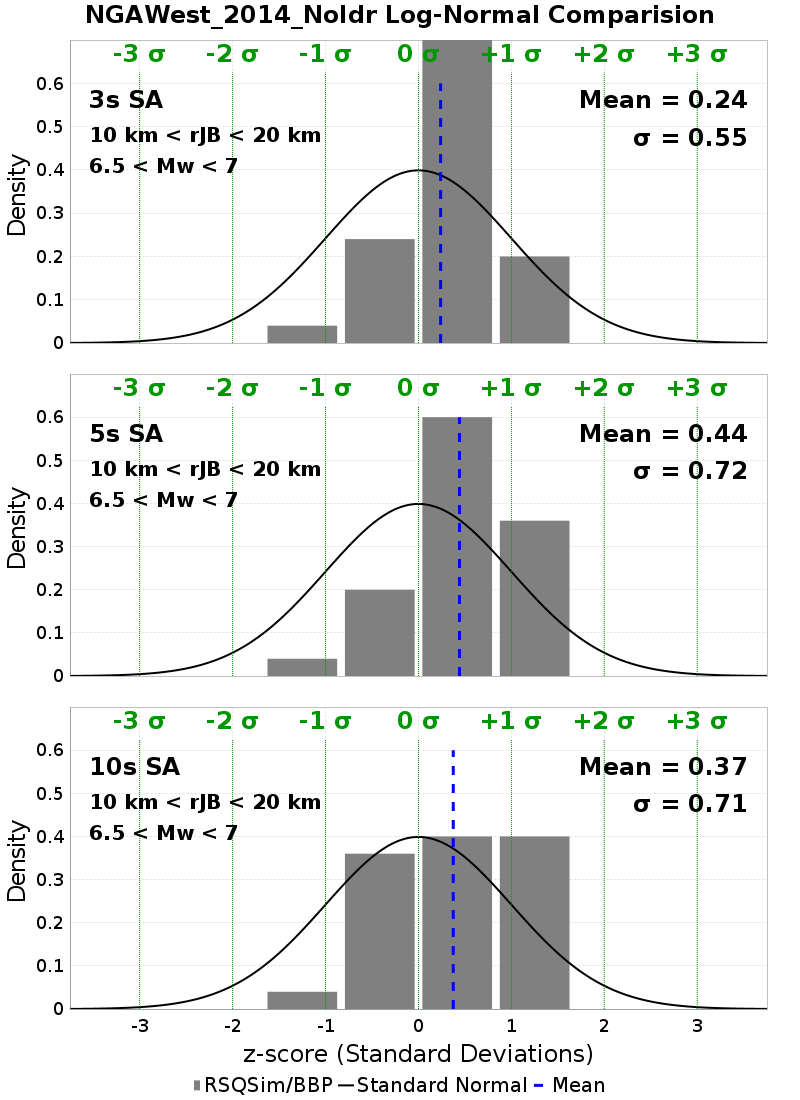 NGAWest_2014_NoIdr Log-Normal Comparision
-3 σ -2 σ -1 σ 0 σ +1 σ +2 σ +3 σ
3s SA
Mean = 0.24
10 km < rJB < 20 km
σ = 0.55
6.5 < Mw < 7
Density
0.6
0.5
0.4
0.3
0.2
0.1
0
-3 σ -2 σ -1 σ 0 σ +1 σ +2 σ +3 σ
5s SA
Mean = 0.44
10 km < rJB < 20 km
σ = 0.72
6.5 < Mw < 7
Density
0.6
0.5
0.4
0.3
0.2
0.1
0
-3 σ -2 σ -1 σ 0 σ +1 σ +2 σ +3 σ
10s SA
Mean = 0.37
10 km < rJB < 20 km
σ = 0.71
6.5 < Mw < 7
Density
0.6
0.5
0.4
0.3
0.2
0.1
0
-3 -2 -1 0 1 2 3
z-score (Standard Deviations)
RSQSim/BBP Standard Normal Mean